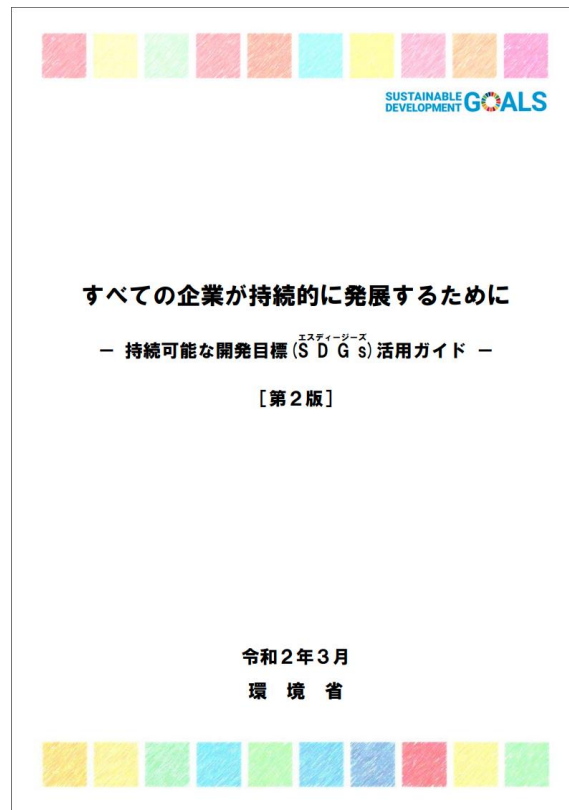 SUSTAINABLE
DEVELOPMENT GOALS
すべての企業が持続的に発展するために
エスディージーズ
－ 持続可能な開発目標(SDGs)活用ガイド －
[第2版]
令和2年3月
環 境 省